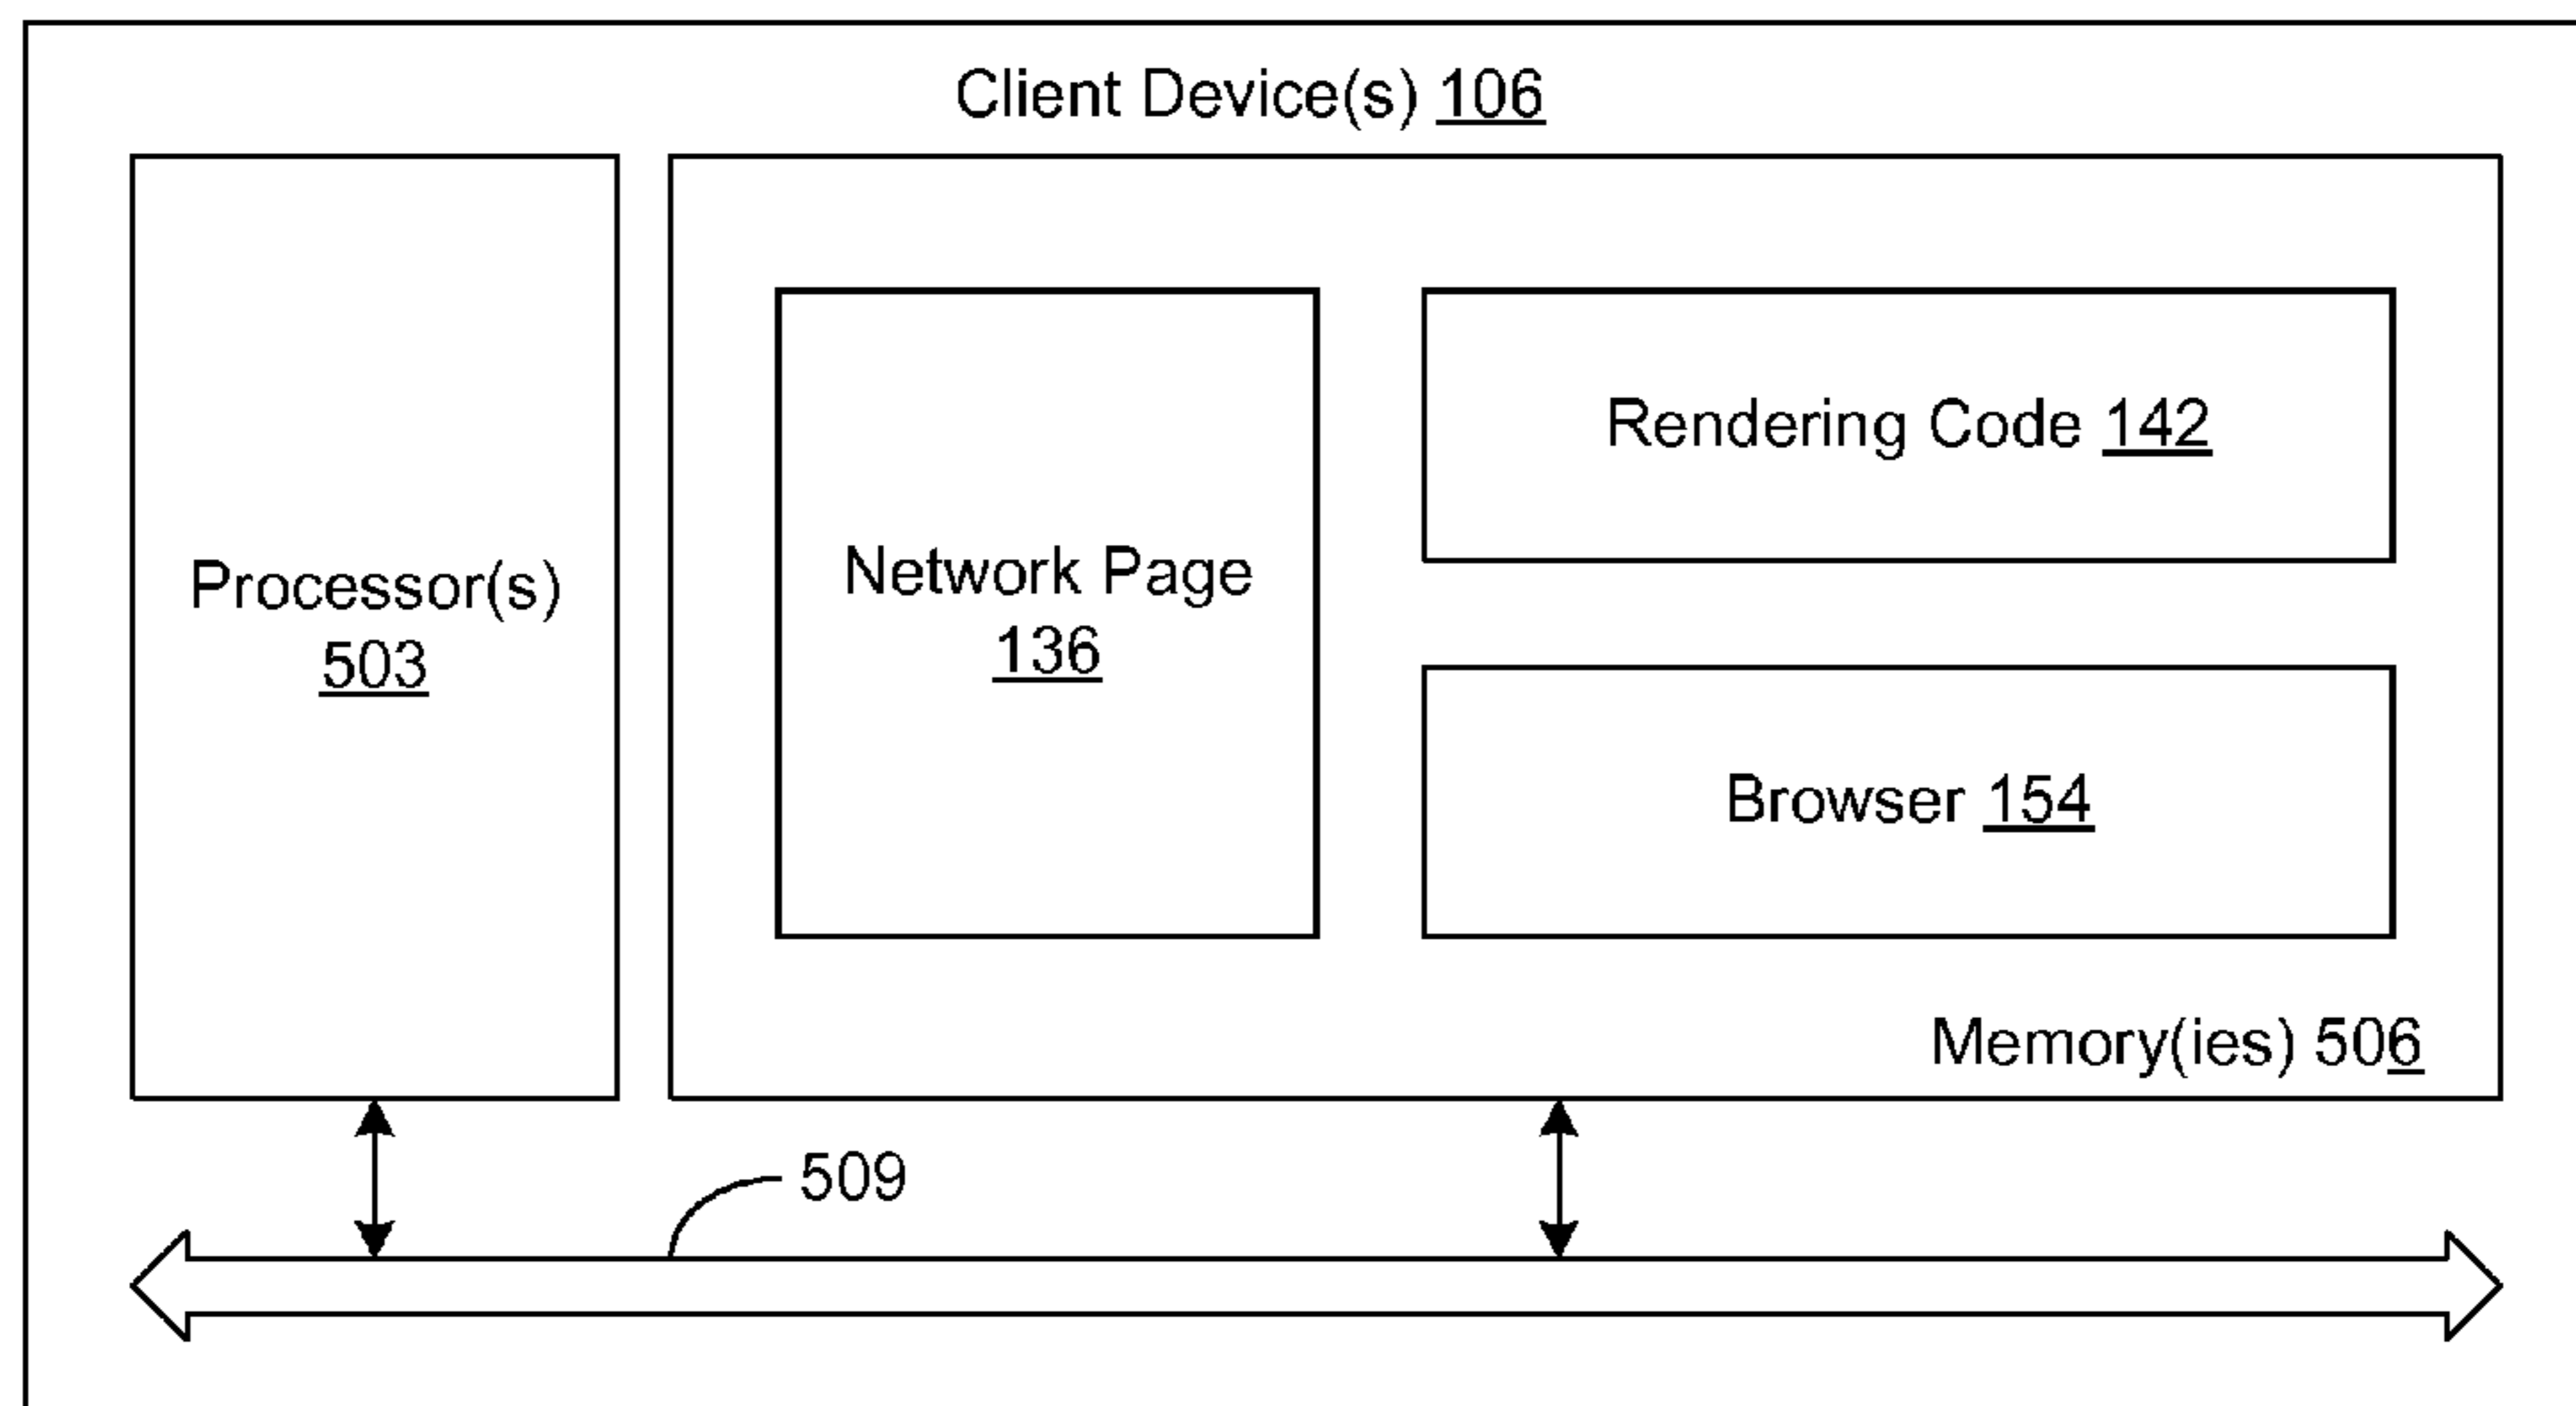 Client Device(s) 106
Processor(s)
503
Network Page
136
Rendering Code 142
Browser 154
Memory(ies) 506
509